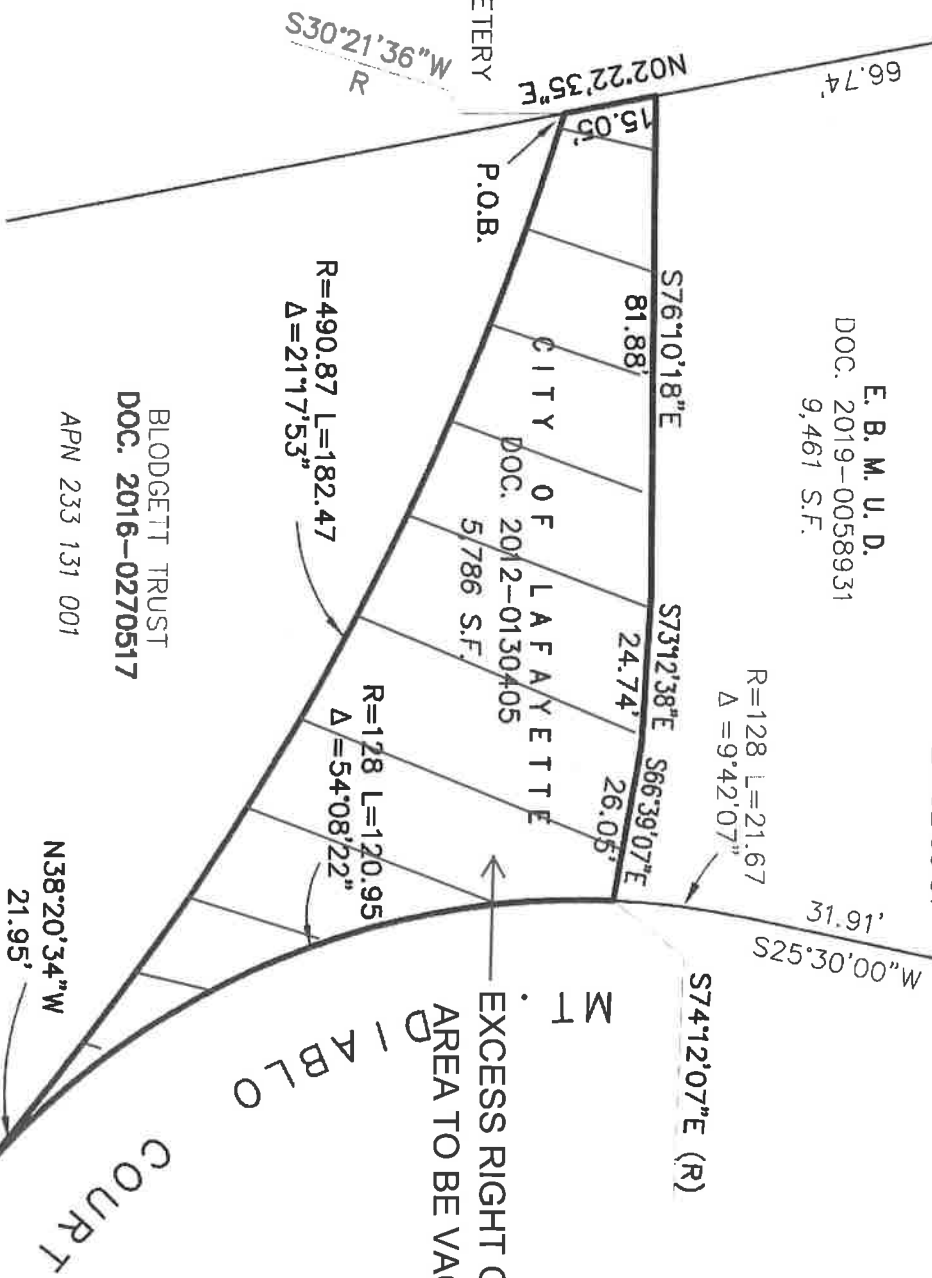 66.74'
E. B. M. U. D.
DOC. 2019-0058931
9,461 S.F.
R=128 L=21.67
Δ =9°42'07"
31.91'
S25°30'00"W
S74°12'07"E (R)
ETERY
S30°21'36"W
R
N02°22'35"E
15.05'
P.O.B.
S76°10'18"E
81.88'
S73°12'38"E
24.74'
S66°39'07"E
26.05'
CITY OF LAFAYETTE
DOC. 2012-0130405
5,786 S.F.
R=490.87 L=182.47
Δ=21°17'53"
R=128 L=120.95
Δ =54°08'22"
MT. DIABLO COURT
EXCESS RIGHT
AREA TO BE
BLODGETT TRUST
DOC. 2016-0270517
APN 233 131 001
N38°20'34"W
21.95'